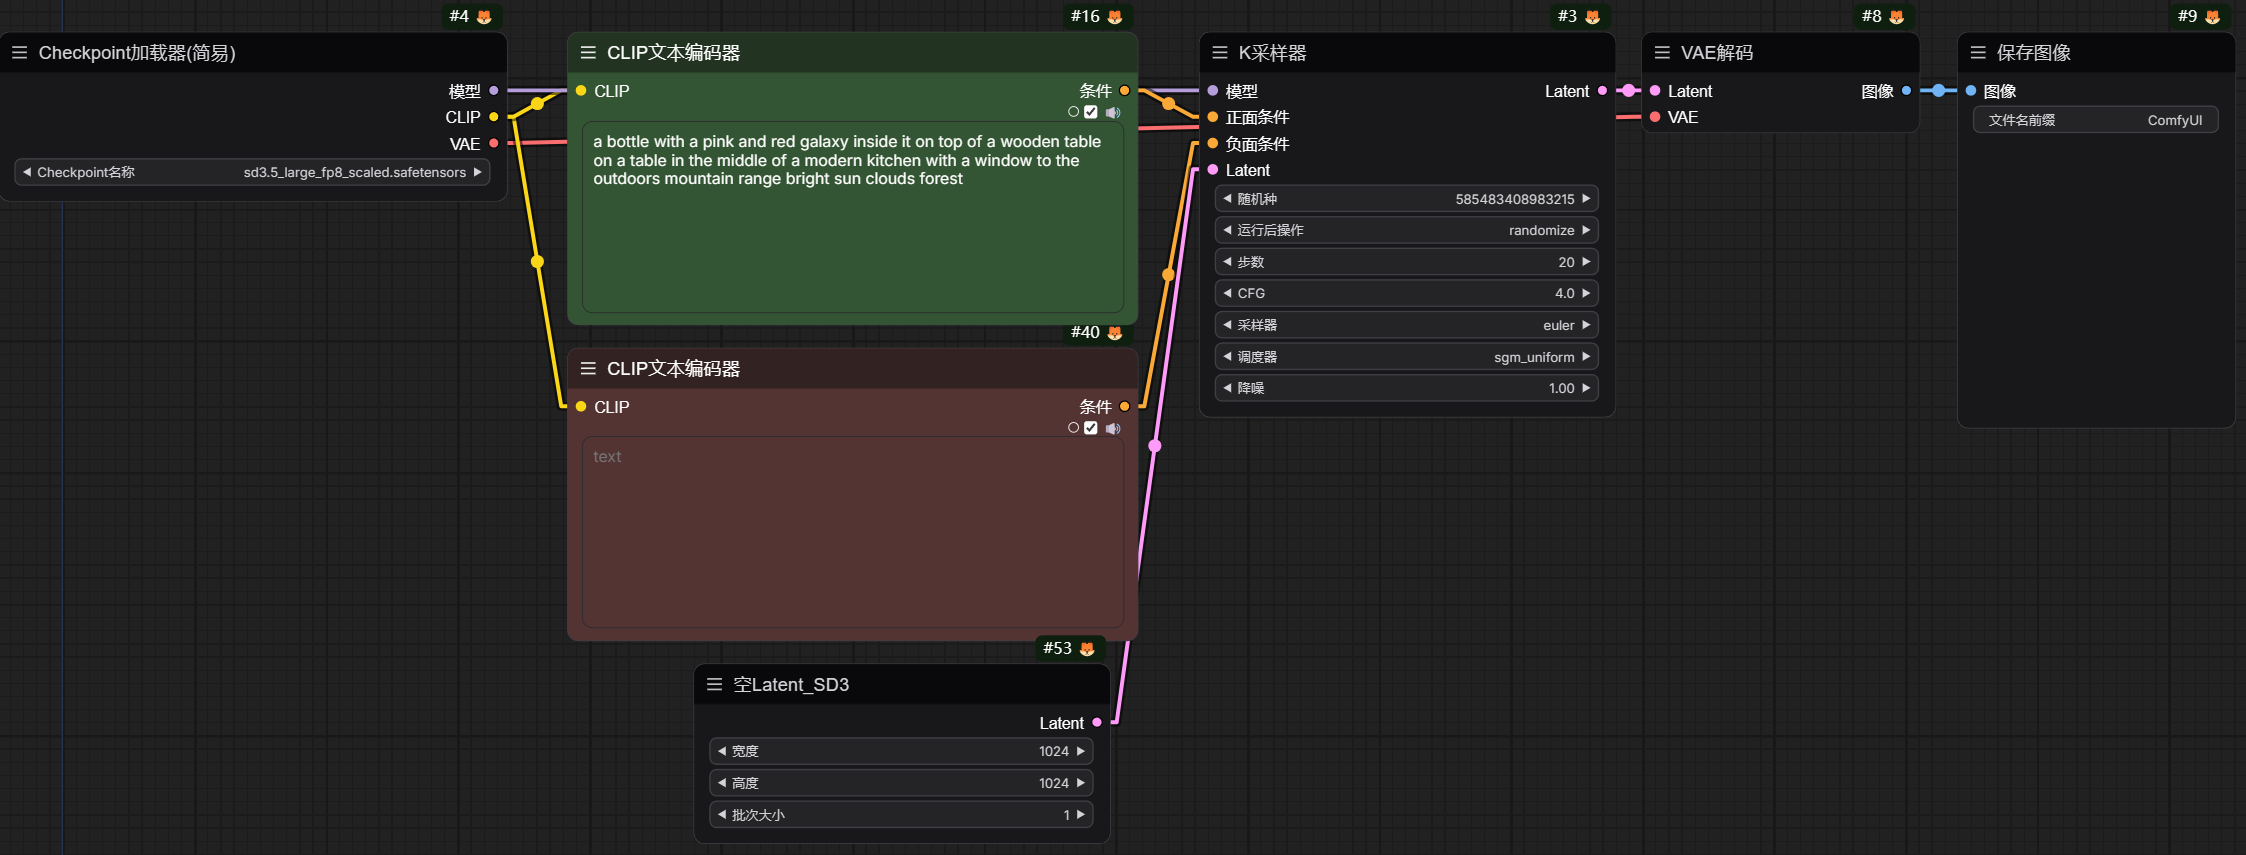 #4
Checkpoint加载器(简易)
模型
CLIP
VAE
Checkpoint名称 sd3.5_large_fp8_scaled.safetensors
#16
CLIP文本编码器
CLIP 条件
a bottle with a pink and red galaxy inside it on top of a wooden table
on a table in the middle of a modern kitchen with a window to the
outdoors mountain range bright sun clouds forest
#40
CLIP文本编码器
CLIP 条件
text
#53
空Latent_SD3
Latent
宽度 1024
高度 1024
批次大小 1
#3
K采样器
模型 Latent
正面条件
负面条件
Latent
随机种 585483408983215
运行后操作 randomize
步数 20
CFG 4.0
采样器 euler
调度器 sgm_uniform
降噪 1.00
#8
VAE解码
Latent 图像
VAE
#9
保存图像
图像
文件名前缀 ComfyUI